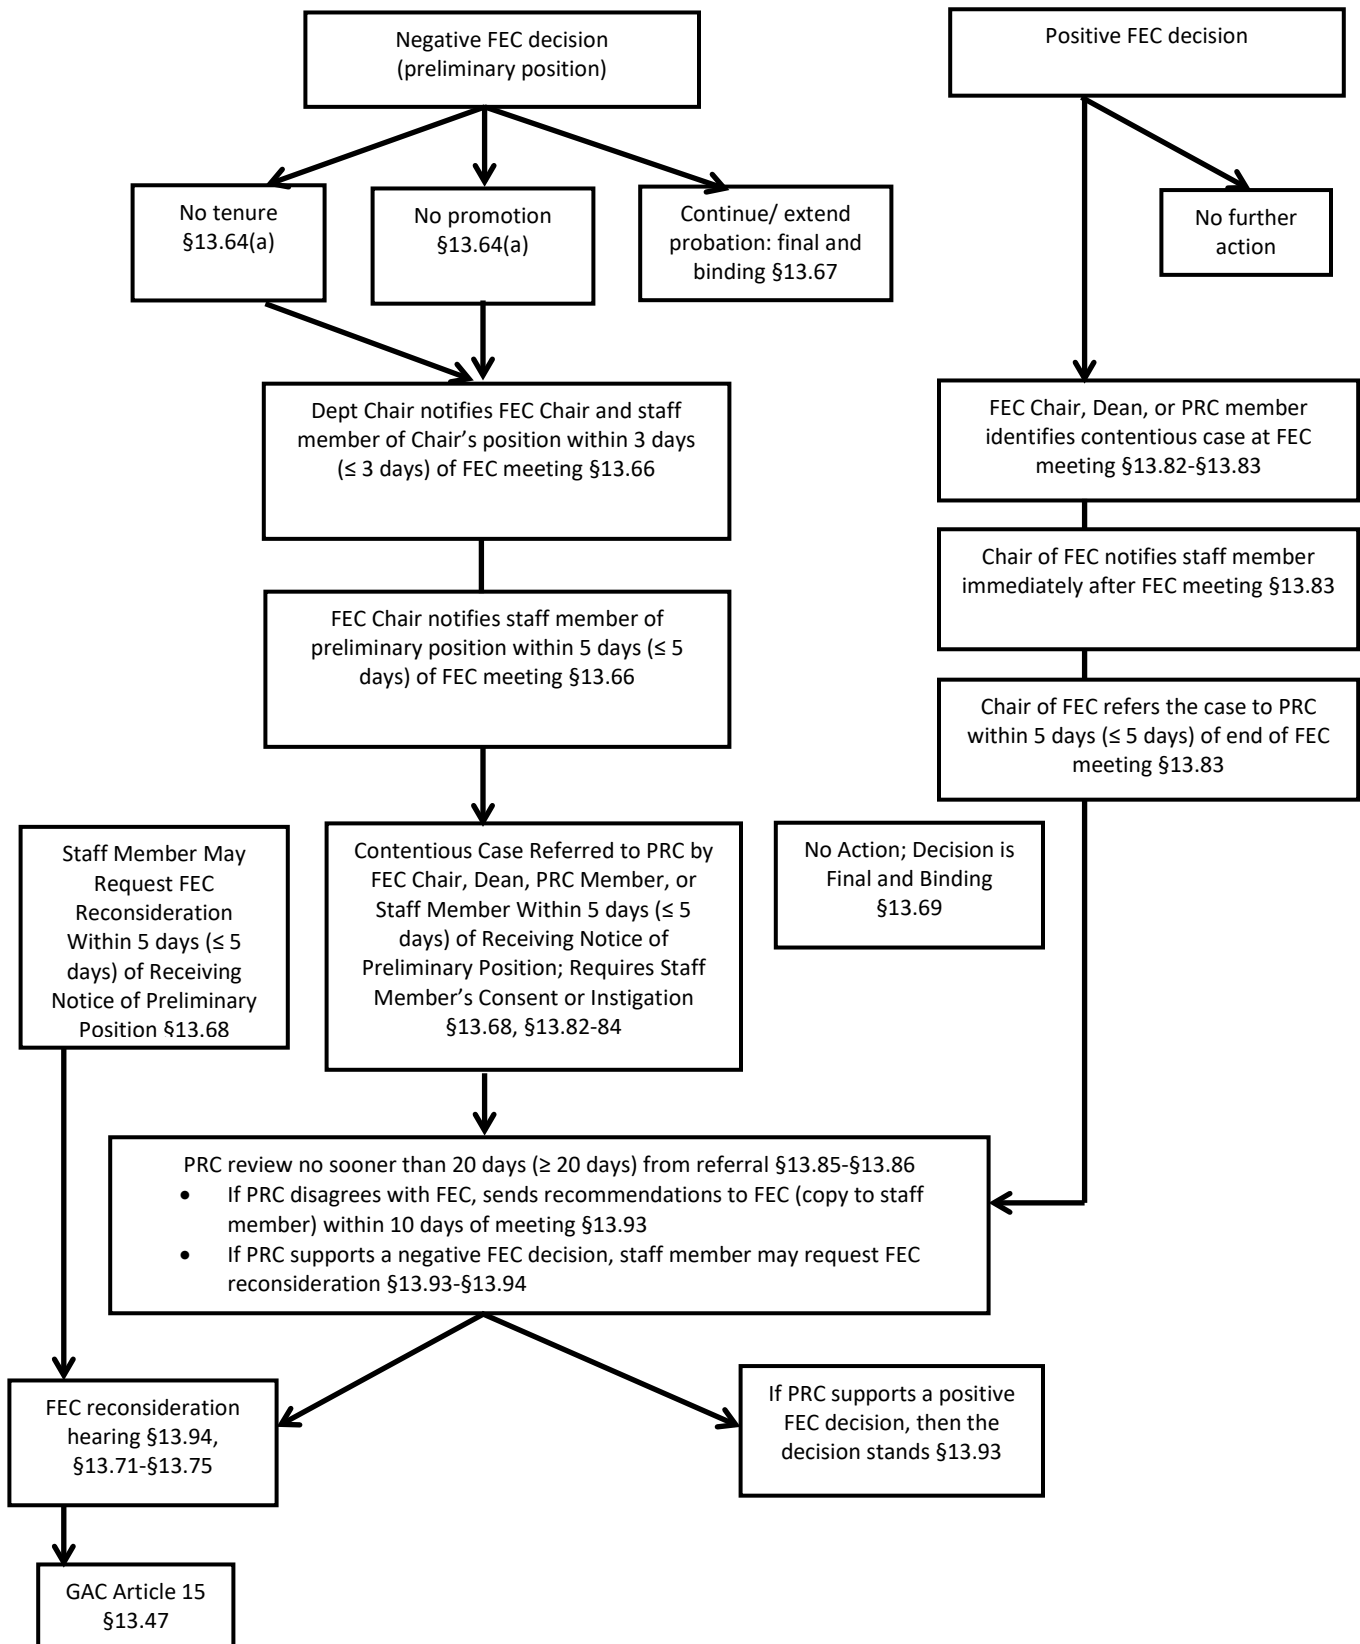 Negative FEC decision
(preliminary position)
Positive FEC decision
No tenure
§13.64(a)
No promotion
§13.64(a)
Continue/ extend
probation: final and
binding §13.67
No further
action
Dept Chair notifies FEC Chair and staff
member of Chair’s position within 3 days
(≤ 3 days) of FEC meeting §13.66
FEC Chair, Dean, or PRC member
identifies contentious case at FEC
meeting §13.82-§13.83
Chair of FEC notifies staff member
immediately after FEC meeting §13.83
FEC Chair notifies staff member of
preliminary position within 5 days (≤ 5
days) of FEC meeting §13.66
Chair of FEC refers the case to PRC
within 5 days (≤ 5 days) of end of FEC
meeting §13.83
Staff Member May
Request FEC
Reconsideration
Within 5 days (≤ 5
days) of Receiving
Notice of Preliminary
Position §13.68
Contentious Case Referred to PRC by
FEC Chair, Dean, PRC Member, or
Staff Member Within 5 days (≤ 5
days) of Receiving Notice of
Preliminary Position; Requires Staff
Member’s Consent or Instigation
§13.68, §13.82-84
No Action; Decision is
Final and Binding
§13.69
PRC review no sooner than 20 days (≥ 20 days) from referral §13.85-§13.86
• If PRC disagrees with FEC, sends recommendations to FEC (copy to staff
member) within 10 days of meeting §13.93
• If PRC supports a negative FEC decision, staff member may request FEC
reconsideration §13.93-§13.94
FEC reconsideration
hearing §13.94,
§13.71-§13.75
If PRC supports a positive
FEC decision, then the
decision stands §13.93
GAC Article 15
§13.47